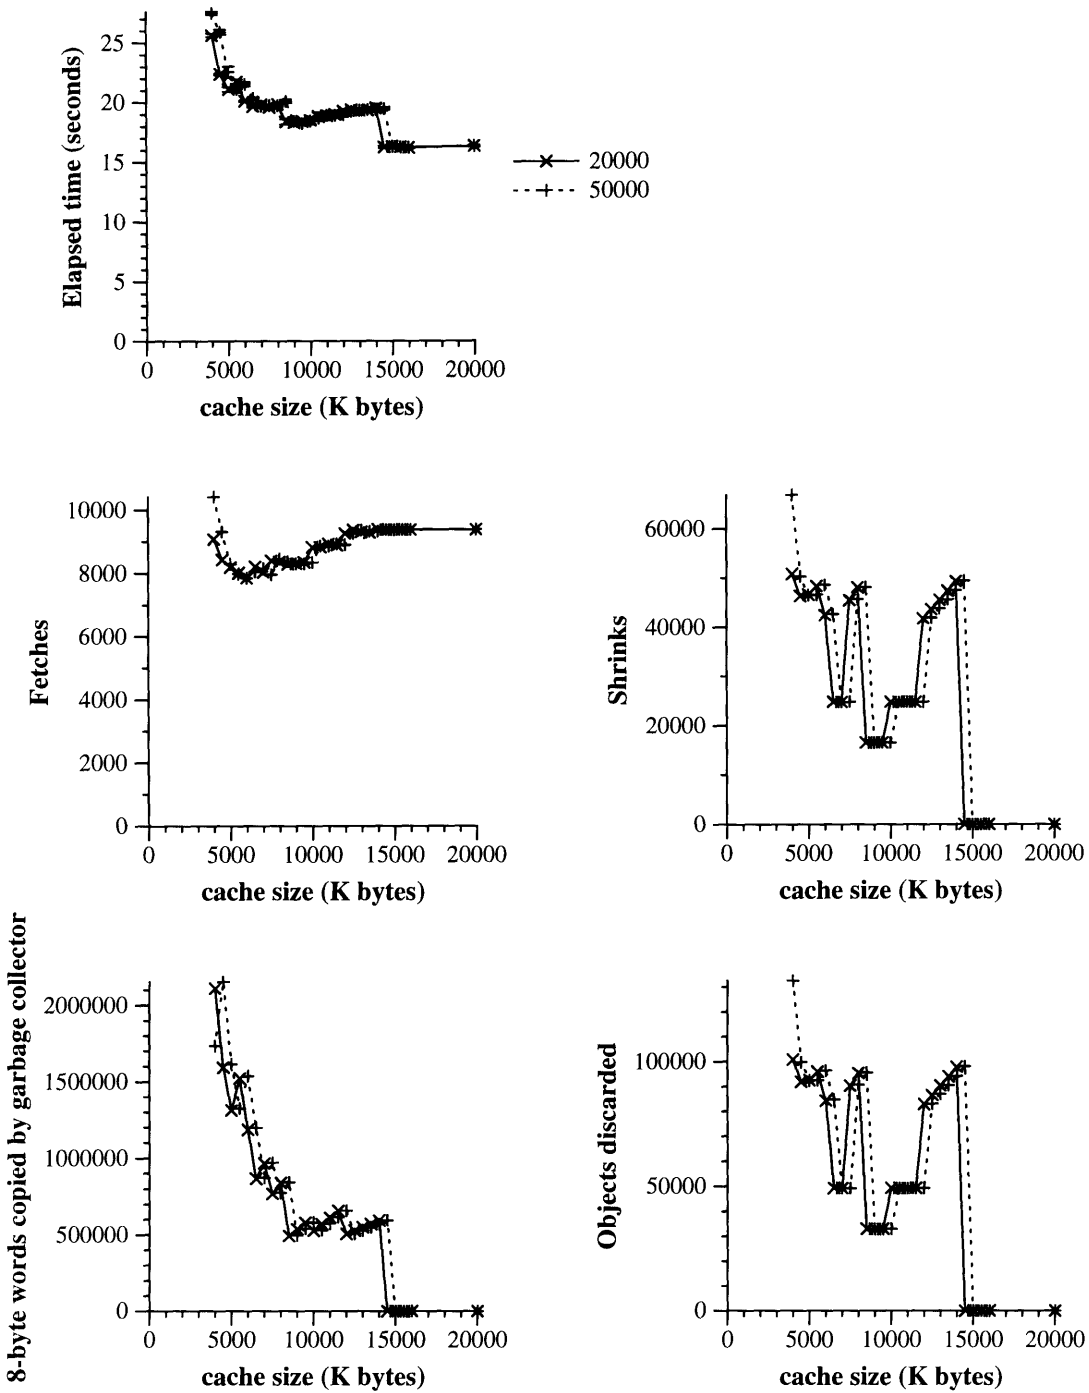 Elapsed time (seconds)
25
20
15
10
5
0
0 5000 10000 15000 20000
cache size (K bytes)
20000
50000
Fetches
10000
8000
6000
4000
2000
0
0 5000 10000 15000 20000
cache size (K bytes)
Shrinks
60000
40000
20000
0
0 5000 10000 15000 20000
cache size (K bytes)
8-byte words copied by garbage collector
2000000
1500000
1000000
500000
0
0 5000 10000 15000 20000
cache size (K bytes)
Objects discarded
100000
50000
0
0 5000 10000 15000 20000
cache size (K bytes)